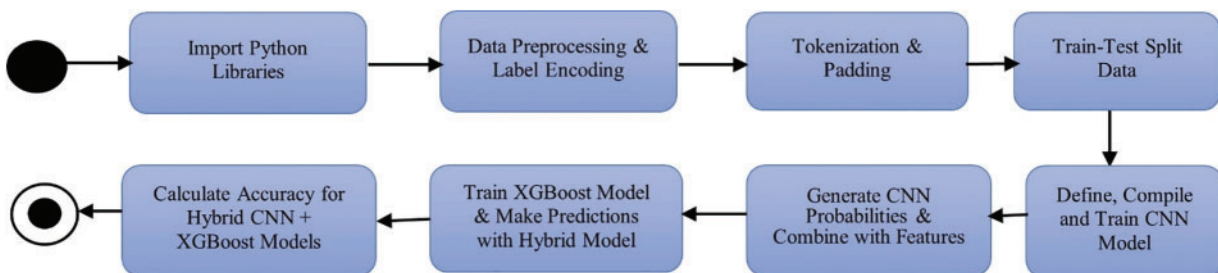 Import Python
Libraries
Data Preprocessing &
Label Encoding
Tokenization &
Padding
Train-Test Split
Data
Define, Compile
and Train CNN
Model
Generate CNN
Probabilities &
Combine with Features
Train XGBoost Model
& Make Predictions
with Hybrid Model
Calculate Accuracy for
Hybrid CNN +
XGBoost Models